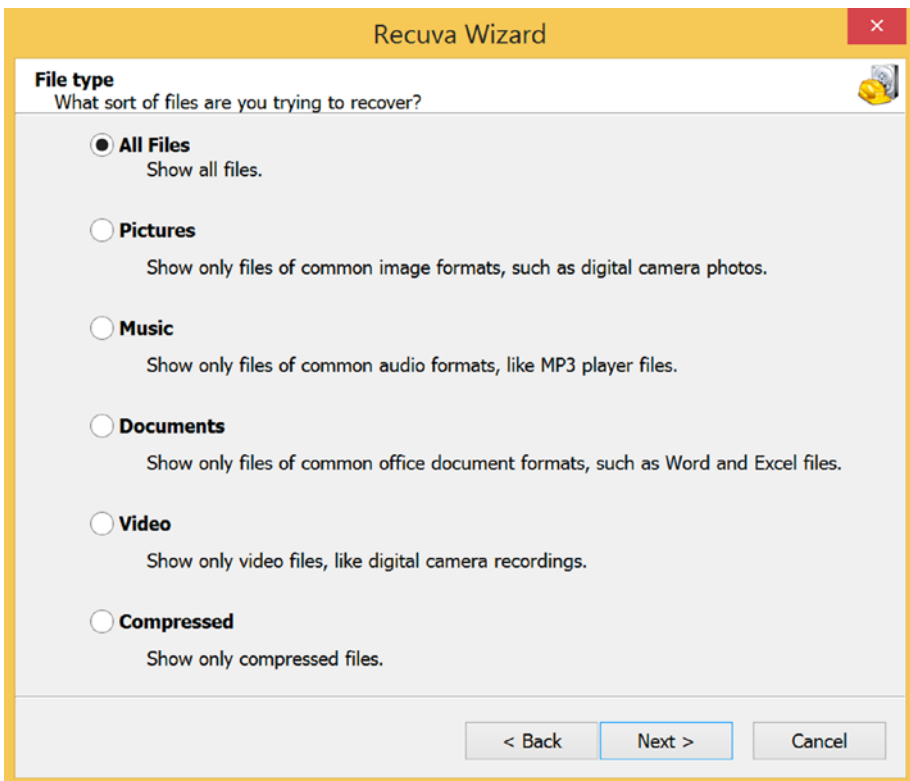 Recuva Wizard
File type
What sort of files are you trying to recover?
All Files
Show all files.
Pictures
Show only files of common image formats, such as digital camera photos.
Music
Show only files of common audio formats, like MP3 player files.
Documents
Show only files of common office document formats, such as Word and Excel files.
Video
Show only video files, like digital camera recordings.
Compressed
Show only compressed files.
< Back Next > Cancel